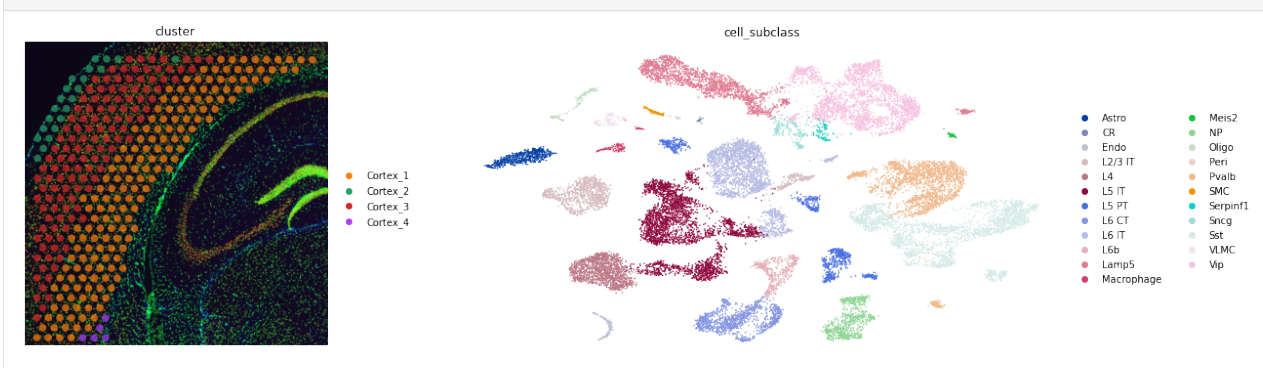 cluster
Cortex_1
Cortex_2
Cortex_3
Cortex_4
cell_subclass
Astro
CR
Endo
L2/3 IT
L4
L5 IT
L5 PT
L6 CT
L6 IT
L6b
Lamp5
Macrophage
Meis2
NP
Oligo
Peri
Pvalb
SMC
Serpinf1
Sncg
Sst
VLMC
Vip